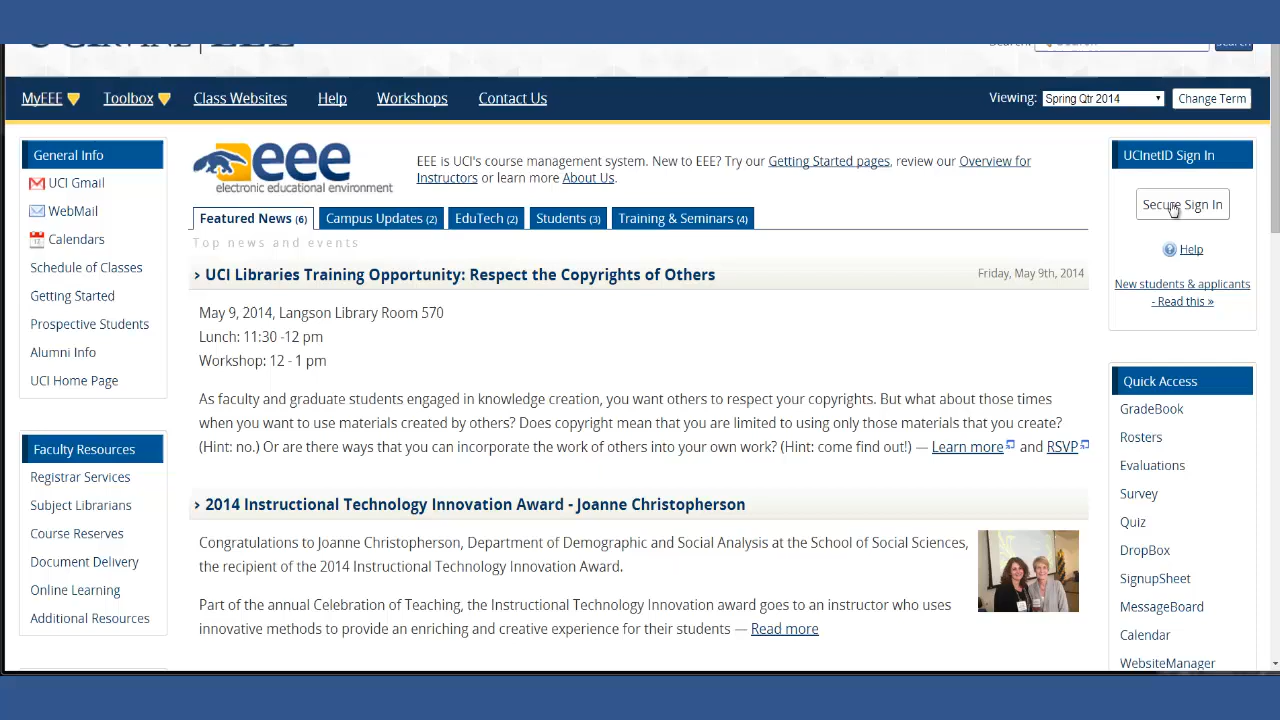 MyEEE
Toolbox
Class Websites
Help
Workshops
Contact Us
Viewing:
Spring Qtr 2014
Change Term
General Info
UCI Gmail
WebMail
Calendars
Schedule of Classes
Getting Started
Prospective Students
Alumni Info
UCI Home Page
Faculty Resources
Registrar Services
Subject Librarians
Course Reserves
Document Delivery
Online Learning
Additional Resources
eee
electronic educational environment
EEE is UCI's course management system. New to EEE? Try our Getting Started pages, review our Overview for
Instructors or learn more About Us.
Featured News (6)
Campus Updates (2)
EduTech (2)
Students (3)
Training & Seminars (4)
Top news and events
› UCI Libraries Training Opportunity: Respect the Copyrights of Others
Friday, May 9th, 2014
May 9, 2014, Langson Library Room 570
Lunch: 11:30 -12 pm
Workshop: 12 - 1 pm
As faculty and graduate students engaged in knowledge creation, you want others to respect your copyrights. But what about those times
when you want to use materials created by others? Does copyright mean that you are limited to using only those materials that you create?
(Hint: no.) Or are there ways that you can incorporate the work of others into your own work? (Hint: come find out!) — Learn more and RSVP
› 2014 Instructional Technology Innovation Award - Joanne Christopherson
Congratulations to Joanne Christopherson, Department of Demographic and Social Analysis at the School of Social Sciences,
the recipient of the 2014 Instructional Technology Innovation Award.
Part of the annual Celebration of Teaching, the Instructional Technology Innovation award goes to an instructor who uses
innovative methods to provide an enriching and creative experience for their students — Read more
UCInetID Sign In
Secure Sign In
Help
New students & applicants
- Read this »
Quick Access
GradeBook
Rosters
Evaluations
Survey
Quiz
DropBox
SignupSheet
MessageBoard
Calendar
WebsiteManager